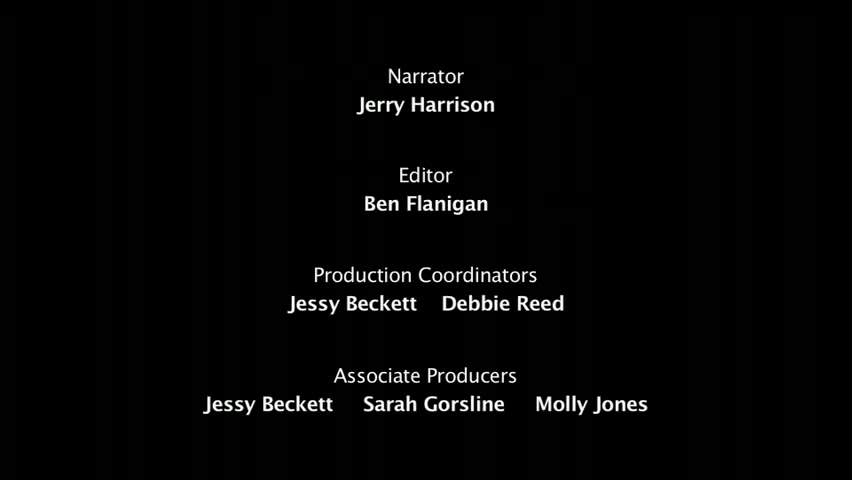 Narrator
Jerry Harrison
Editor
Ben Flanigan
Production Coordinators
Jessy Beckett Debbie Reed
Associate Producers
Jessy Beckett Sarah Gorsline Molly Jones